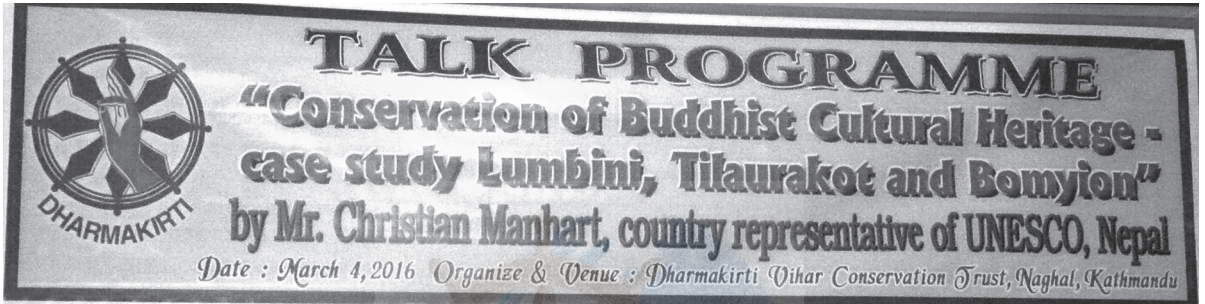 TALK PROGRAMME
"Conservation of Buddhist Cultural Heritage -
case study Lumbini, Tilaurakot and Bomyion"
by Mr. Christian Manhart, country representative of UNESCO, Nepal
Date : March 4, 2016 Organize & Venue : Dharmakirti Vihar Conservation Trust, Naghal, Kathmandu
DHARMAKIRTI